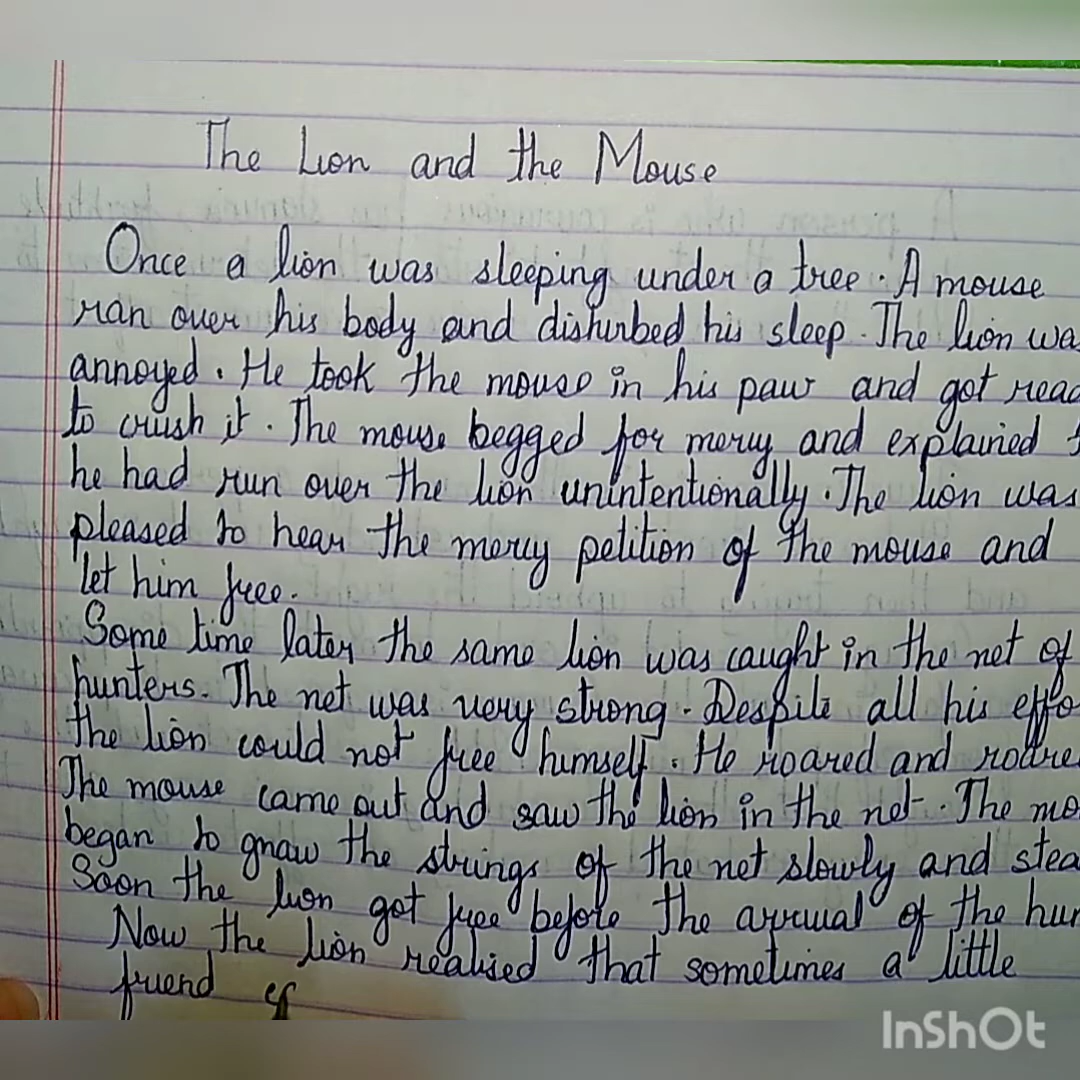 The Lion and the Mouse
Once a lion was sleeping under a tree. A mouse
ran over his body and disturbed his sleep. The lion wa
annoyed. He took the mouse in his paw and got read
to crush it. The mouse begged for mercy and explained t
he had run over the lion unintentionally. The lion was
pleased to hear the mercy petition of the mouse and
let him free.
Some time later the same lion was caught in the net of
hunters. The net was very strong. Despite all his effo
the lion could not free himself. He roared and roare
The mouse came out and saw the lion in the net. The mo
began to gnaw the strings of the net slowly and stea
Soon the lion got free before the arrival of the hun
Now the lion realised that sometimes a little
friend
InShOt